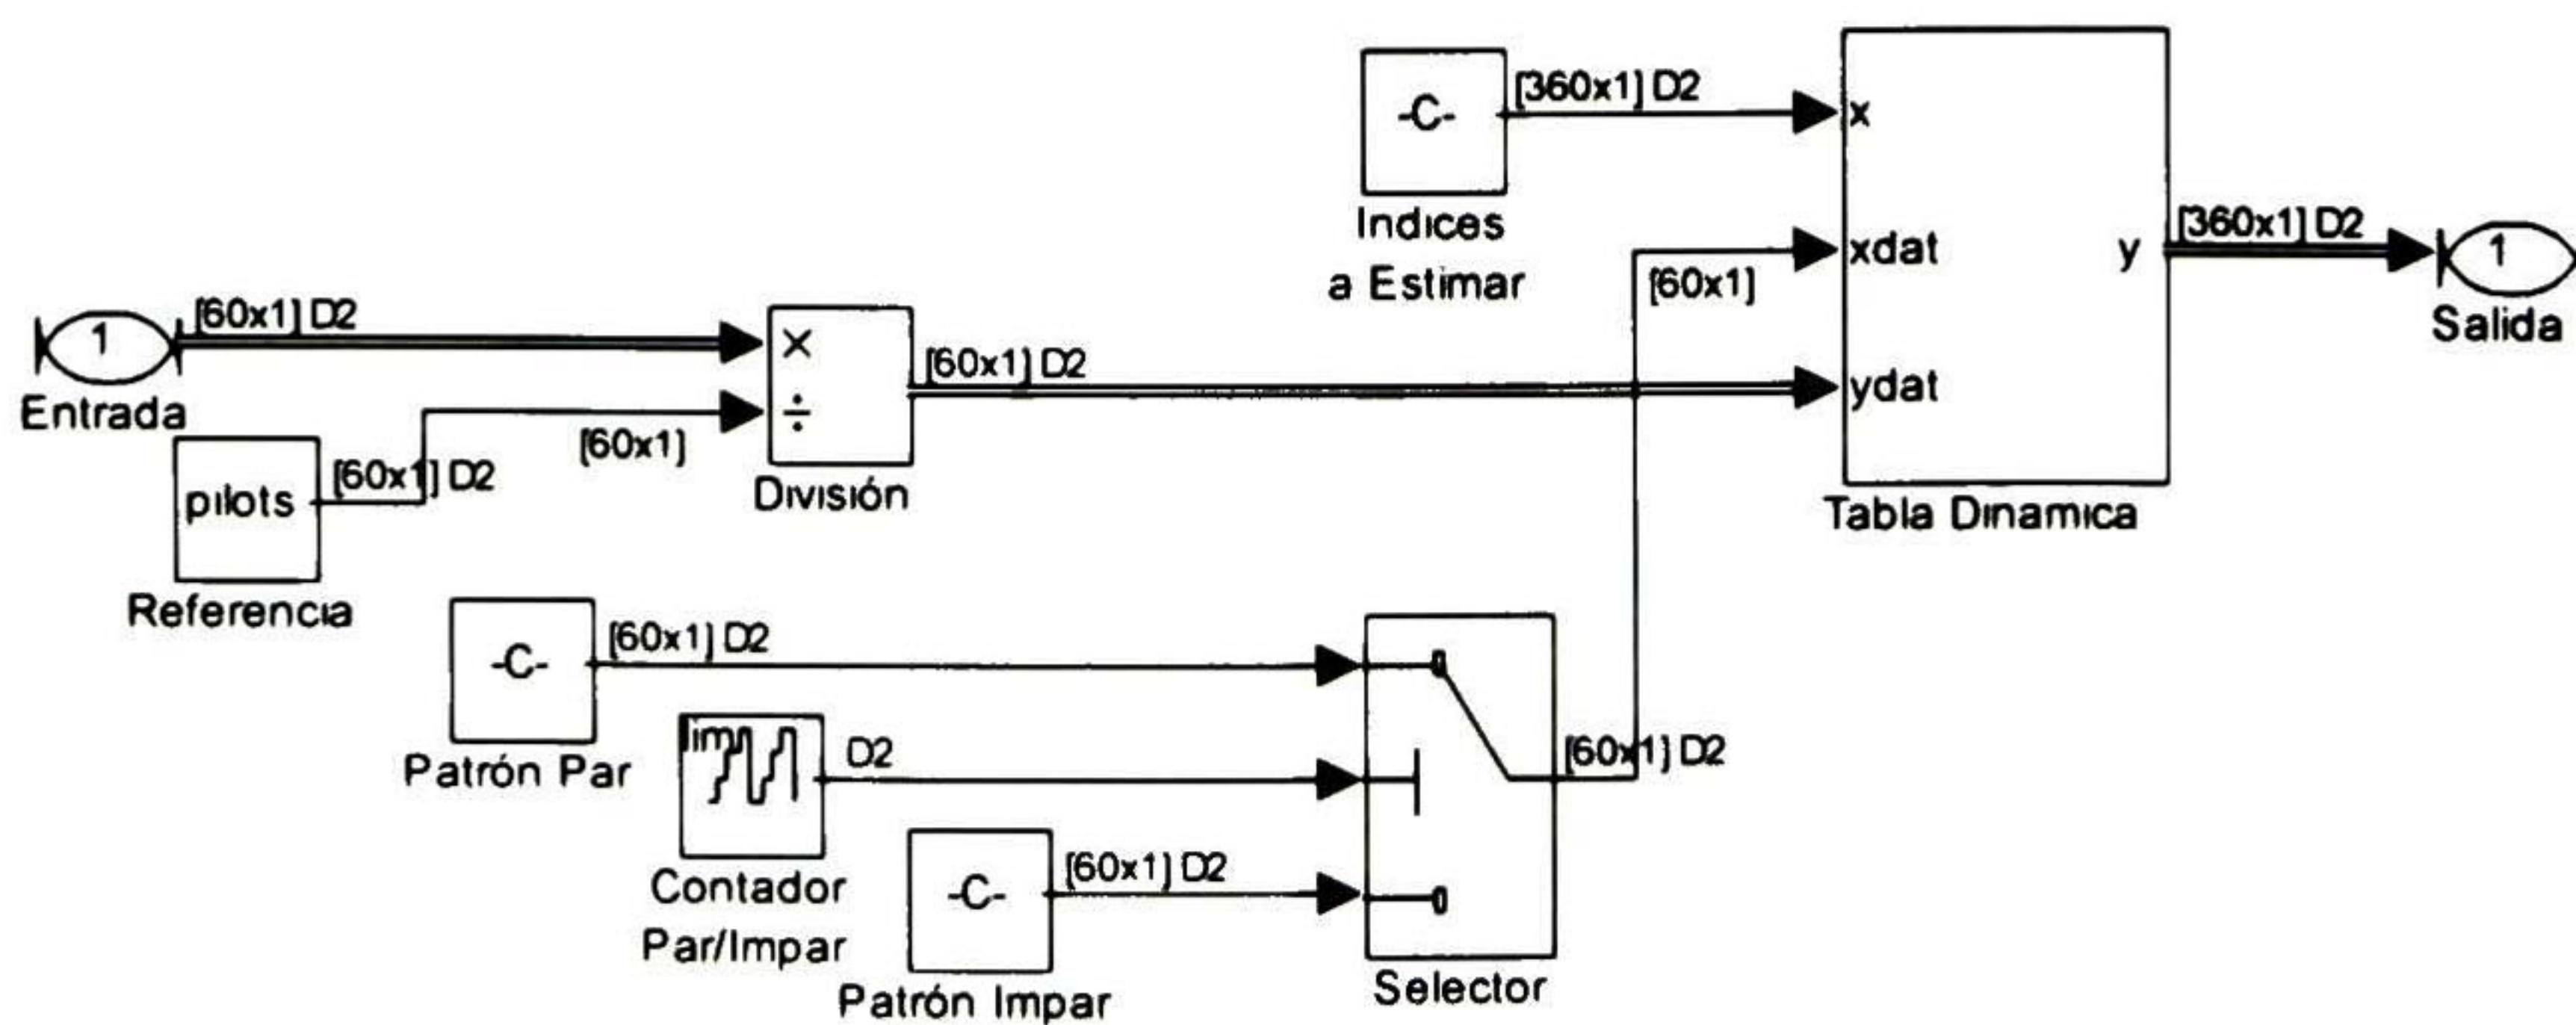 -C-
[360x1] D2
Indices
a Estimar
x
xdat
ydat
y
[360x1] D2
1
Salida
Tabla Dinamica
[60x1]
1
[60x1] D2
Entrada
×
÷
[60x1] D2
División
[60x1]
pilots
[60x1] D2
Referencia
-C-
[60x1] D2
Patrón Par
lim
D2
Contador
Par/Impar
-C-
[60x1] D2
Patrón Impar
[60x1] D2
Selector